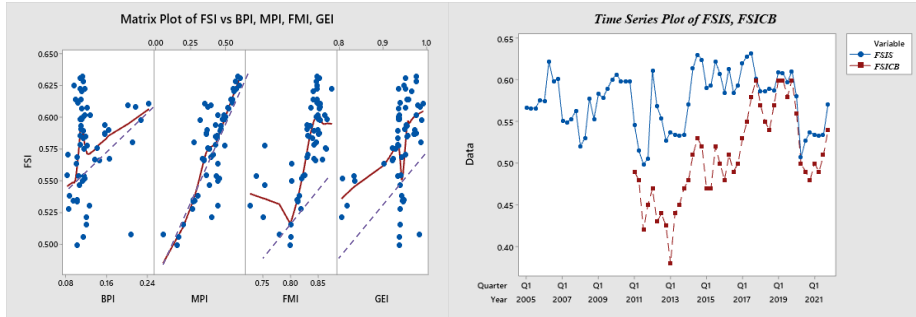 Matrix Plot of FSI vs BPI, MPI, FMI, GEI
0.00 0.25 0.50 0.8 0.9 1.0
0.650
0.625
0.600
0.575
0.550
0.525
0.500
FSI
0.08 0.16 0.24 0.75 0.80 0.85
BPI MPI FMI GEI
Time Series Plot of FSIS, FSICB
0.65
0.60
0.55
0.50
0.45
0.40
Data
Quarter Q1 Q1 Q1 Q1 Q1 Q1 Q1 Q1 Q1
Year 2005 2007 2009 2011 2013 2015 2017 2019 2021
Variable
FSIS
FSICB